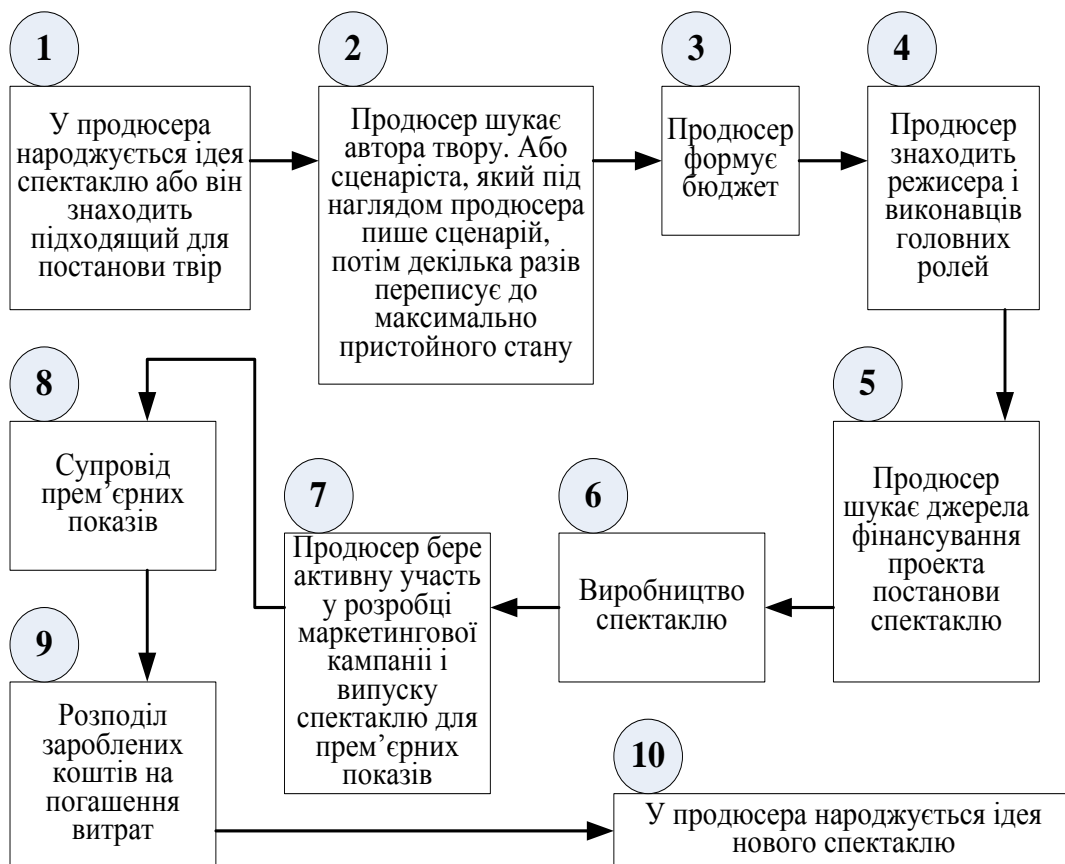 1
У продюсера
народжується ідея
спектаклю або він
знаходить
підходящий для
постанови твір
2
Продюсер шукає
автора твору. Або
сценаріста, який під
наглядом продюсера
пише сценарій,
потім декілька разів
переписує до
максимально
пристойного стану
3
Продюсер
формує
бюджет
4
Продюсер
знаходить
режисера і
виконавців
головних
ролей
5
Продюсер
шукає джерела
фінансування
проекта
постанови
спектаклю
6
Виробництво
спектаклю
7
Продюсер бере
активну участь
у розробці
маркетингової
кампаніі і
випуску
спектаклю для
прем’єрних
показів
8
Супровід
прем’єрних
показів
9
Розподіл
зароблених
коштів на
погашення
витрат
10
У продюсера народжується ідея
нового спектаклю